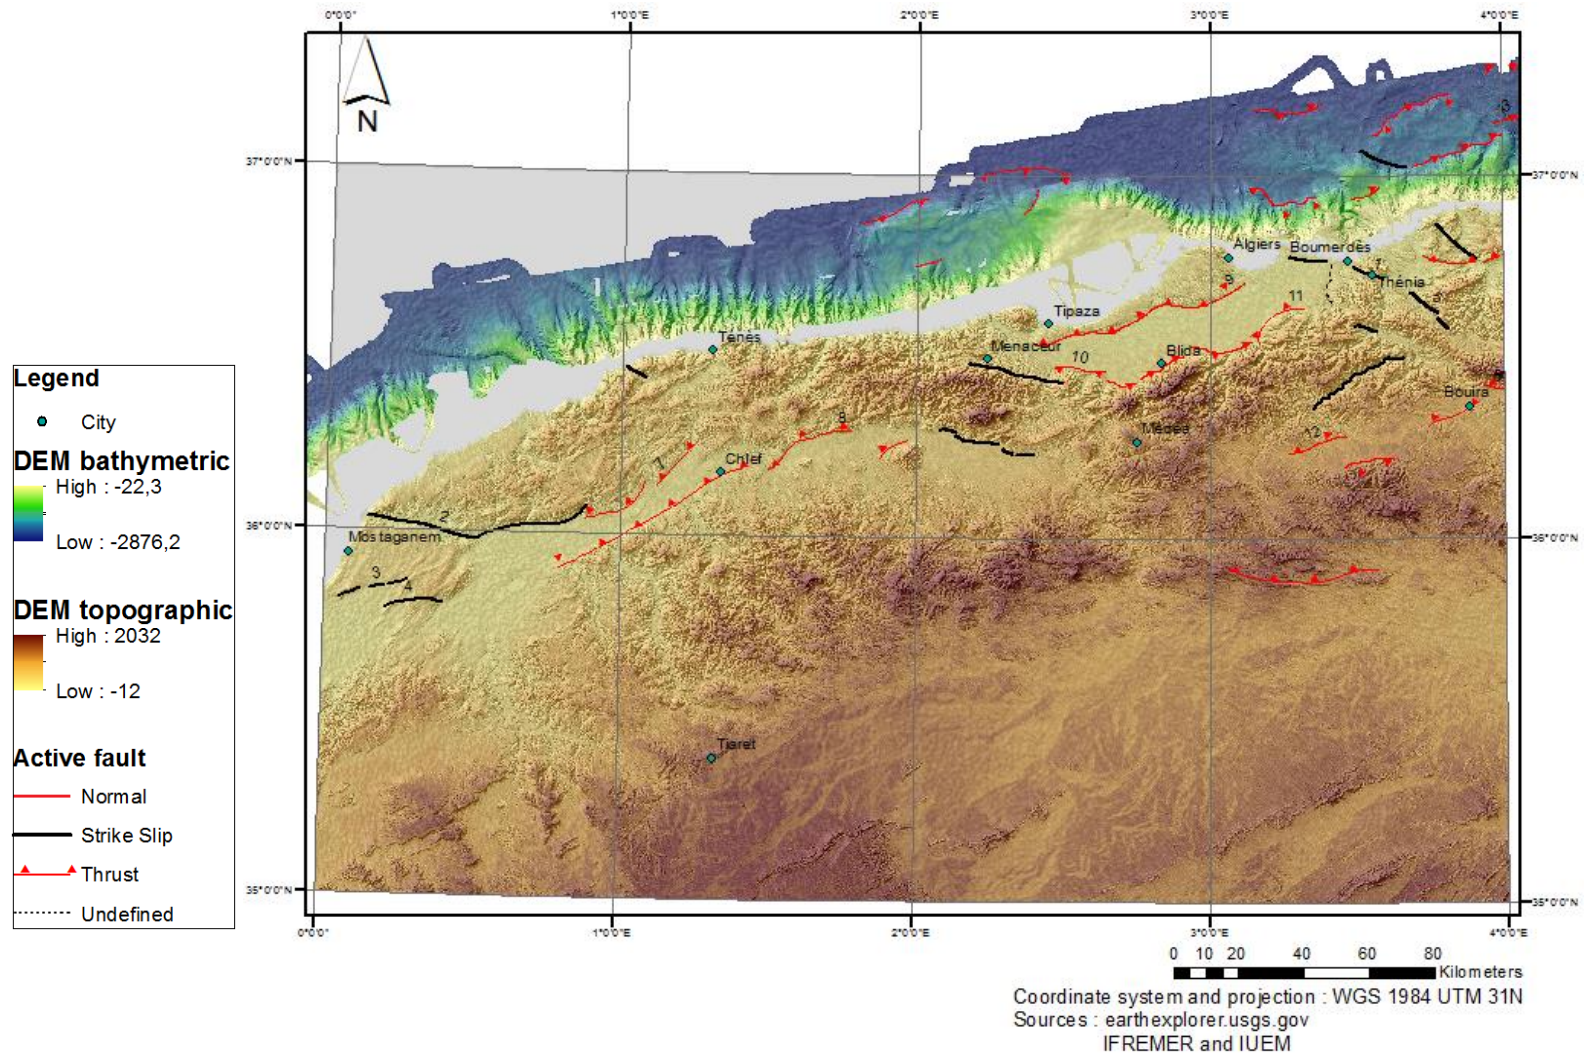 0°0'0" 1°0'0"E 2°0'0"E 3°0'0"E 4°0'0"E
N
37°0'0"N 37°0'0"N
3
Algiers Boumerdès
1
Thénia
9
11
Tipaza
Ténès
Menaceur
10
Blida
Bouira
8
Médéa
12
7
Chlef
2
36°0'0"N 36°0'0"N
Mostaganem
3
4
Tiaret
35°0'0"N 35°0'0"N
0°0'0" 1°0'0"E 2°0'0"E 3°0'0"E 4°0'0"E
Legend
City
DEM bathymetric
High : -22,3
Low : -2876,2
DEM topographic
High : 2032
Low : -12
Active fault
Normal
Strike Slip
Thrust
Undefined
0 10 20 40 60 80
Kilometers
Coordinate system and projection : WGS 1984 UTM 31N
Sources : earthexplorer.usgs.gov
IFREMER and IUEM